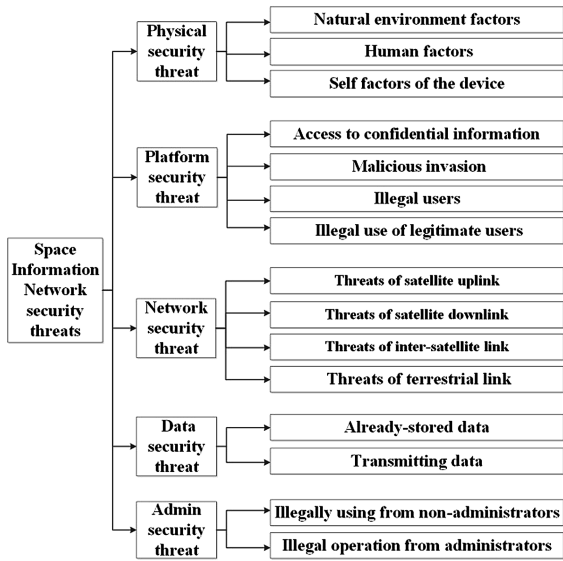 Space
Information
Network
security
threats
Physical
security
threat
Natural environment factors
Human factors
Self factors of the device
Platform
security
threat
Access to confidential information
Malicious invasion
Illegal users
Illegal use of legitimate users
Network
security
threat
Threats of satellite uplink
Threats of satellite downlink
Threats of inter-satellite link
Threats of terrestrial link
Data
security
threat
Already-stored data
Transmitting data
Admin
security
threat
Illegally using from non-administrators
Illegal operation from administrators